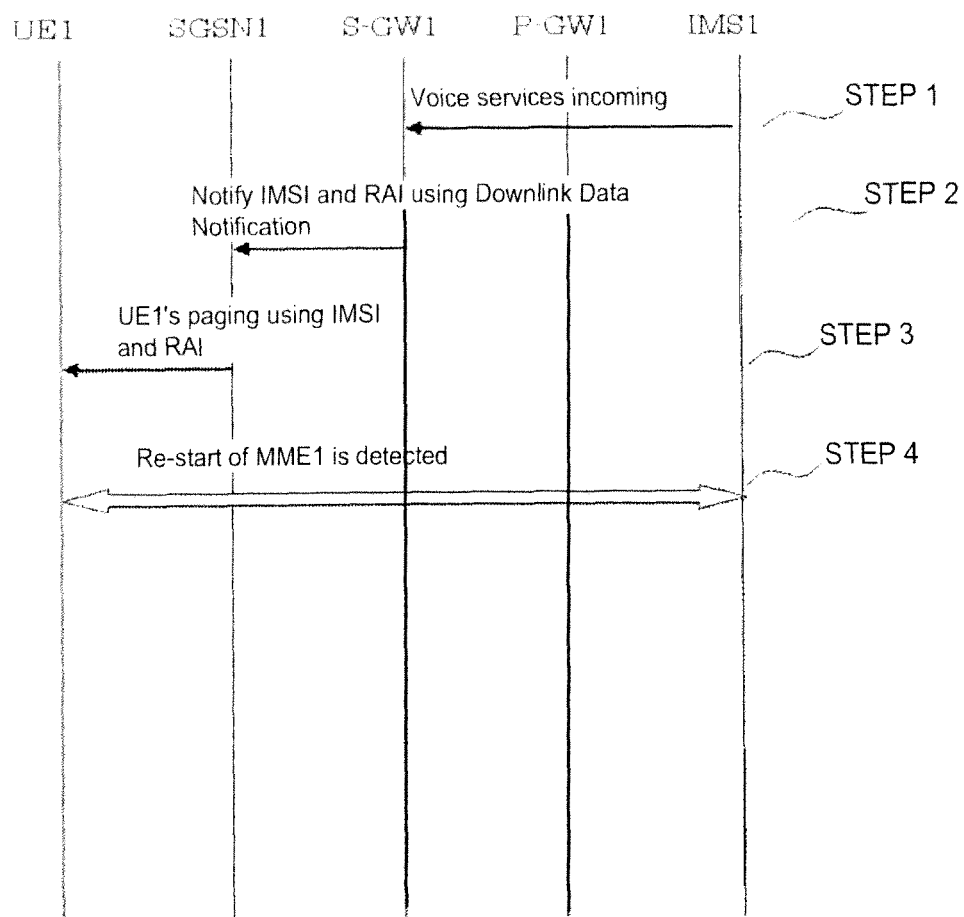 UE1 SGSN1 S-GW1 P-GW1 IMS1
Voice services incoming
STEP 1
Notify IMSI and RAI using Downlink Data
Notification
STEP 2
UE1's paging using IMSI
and RAI
STEP 3
Re-start of MME1 is detected
STEP 4